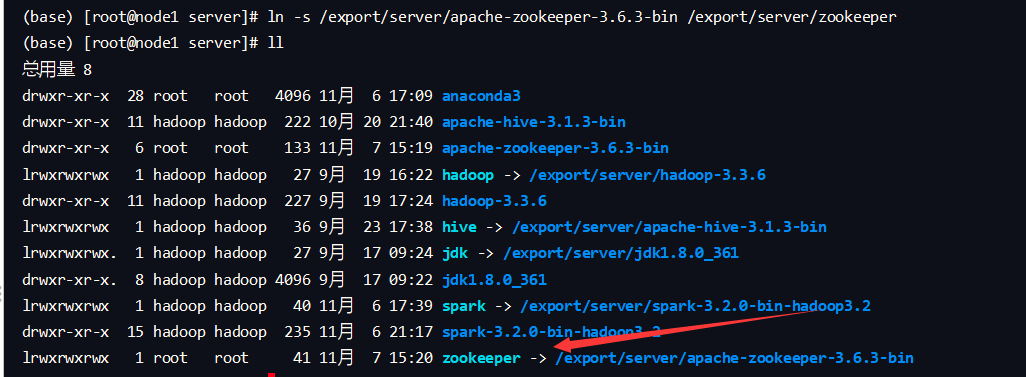 (base) [root@node1 server]# ln -s /export/server/apache-zookeeper-3.6.3-bin /export/server/zookeeper
(base) [root@node1 server]# ll
总用量 8
drwxr-xr-x  28 root   root   4096 11月  6 17:09 anaconda3
drwxr-xr-x  11 hadoop hadoop  222 10月 20 21:40 apache-hive-3.1.3-bin
drwxr-xr-x   6 root   root    133 11月  7 15:19 apache-zookeeper-3.6.3-bin
lrwxrwxrwx   1 hadoop hadoop   27 9月  19 16:22 hadoop -> /export/server/hadoop-3.3.6
drwxr-xr-x  11 hadoop hadoop  227 9月  19 17:24 hadoop-3.3.6
lrwxrwxrwx   1 hadoop hadoop   36 9月  23 17:38 hive -> /export/server/apache-hive-3.1.3-bin
lrwxrwxrwx.  1 hadoop hadoop   27 9月  17 09:24 jdk -> /export/server/jdk1.8.0_361
drwxr-xr-x.  8 hadoop hadoop 4096 9月  17 09:22 jdk1.8.0_361
lrwxrwxrwx   1 hadoop hadoop   40 11月  6 17:39 spark -> /export/server/spark-3.2.0-bin-hadoop3.2
drwxr-xr-x  15 hadoop hadoop  235 11月  6 21:17 spark-3.2.0-bin-hadoop3.2
lrwxrwxrwx   1 root   root     41 11月  7 15:20 zookeeper -> /export/server/apache-zookeeper-3.6.3-bin